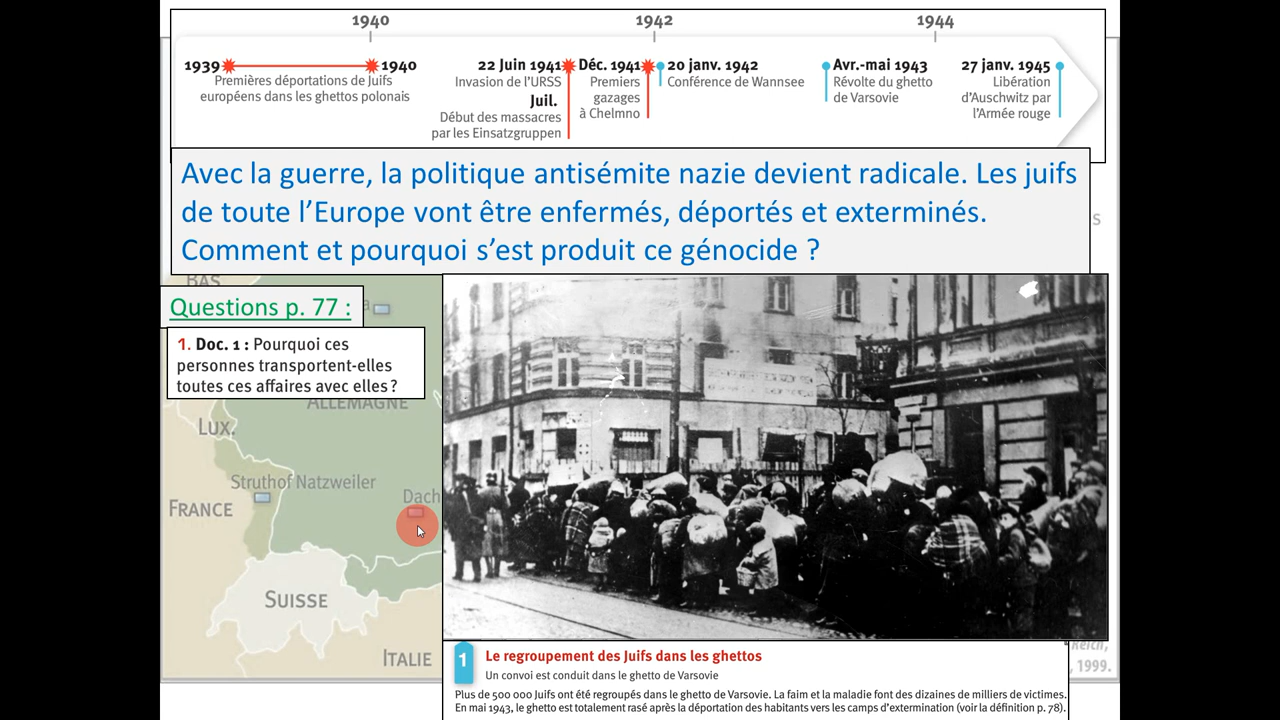 1940
1942
1944
1939
1940
Premières déportations de Juifs
européens dans les ghettos polonais
22 Juin 1941
Invasion de l'URSS
Juil.
Début des massacres
par les Einsatzgruppen
Déc. 1941
Premiers
gazages
à Chelmno
20 janv. 1942
Conférence de Wannsee
Avr.-mai 1943
Révolte du ghetto
de Varsovie
27 janv. 1945
Libération
d'Auschwitz par
l'Armée rouge
Avec la guerre, la politique antisémite nazie devient radicale. Les juifs
de toute l'Europe vont être enfermés, déportés et exterminés.
Comment et pourquoi s'est produit ce génocide ?
BAS
Questions p. 77 :
1. Doc. 1 : Pourquoi ces
personnes transportent-elles
toutes ces affaires avec elles ?
ALLEMAGNE
Lux.
Struthof Natzweiler
Dach
FRANCE
SUISSE
ITALIE
1
Le regroupement des Juifs dans les ghettos
Un convoi est conduit dans le ghetto de Varsovie
Plus de 500 000 Juifs ont été regroupés dans le ghetto de Varsovie. La faim et la maladie font des dizaines de milliers de victimes.
En mai 1943, le ghetto est totalement rasé après la déportation des habitants vers les camps d'extermination (voir la définition p. 78).
Reich,
, 1999.